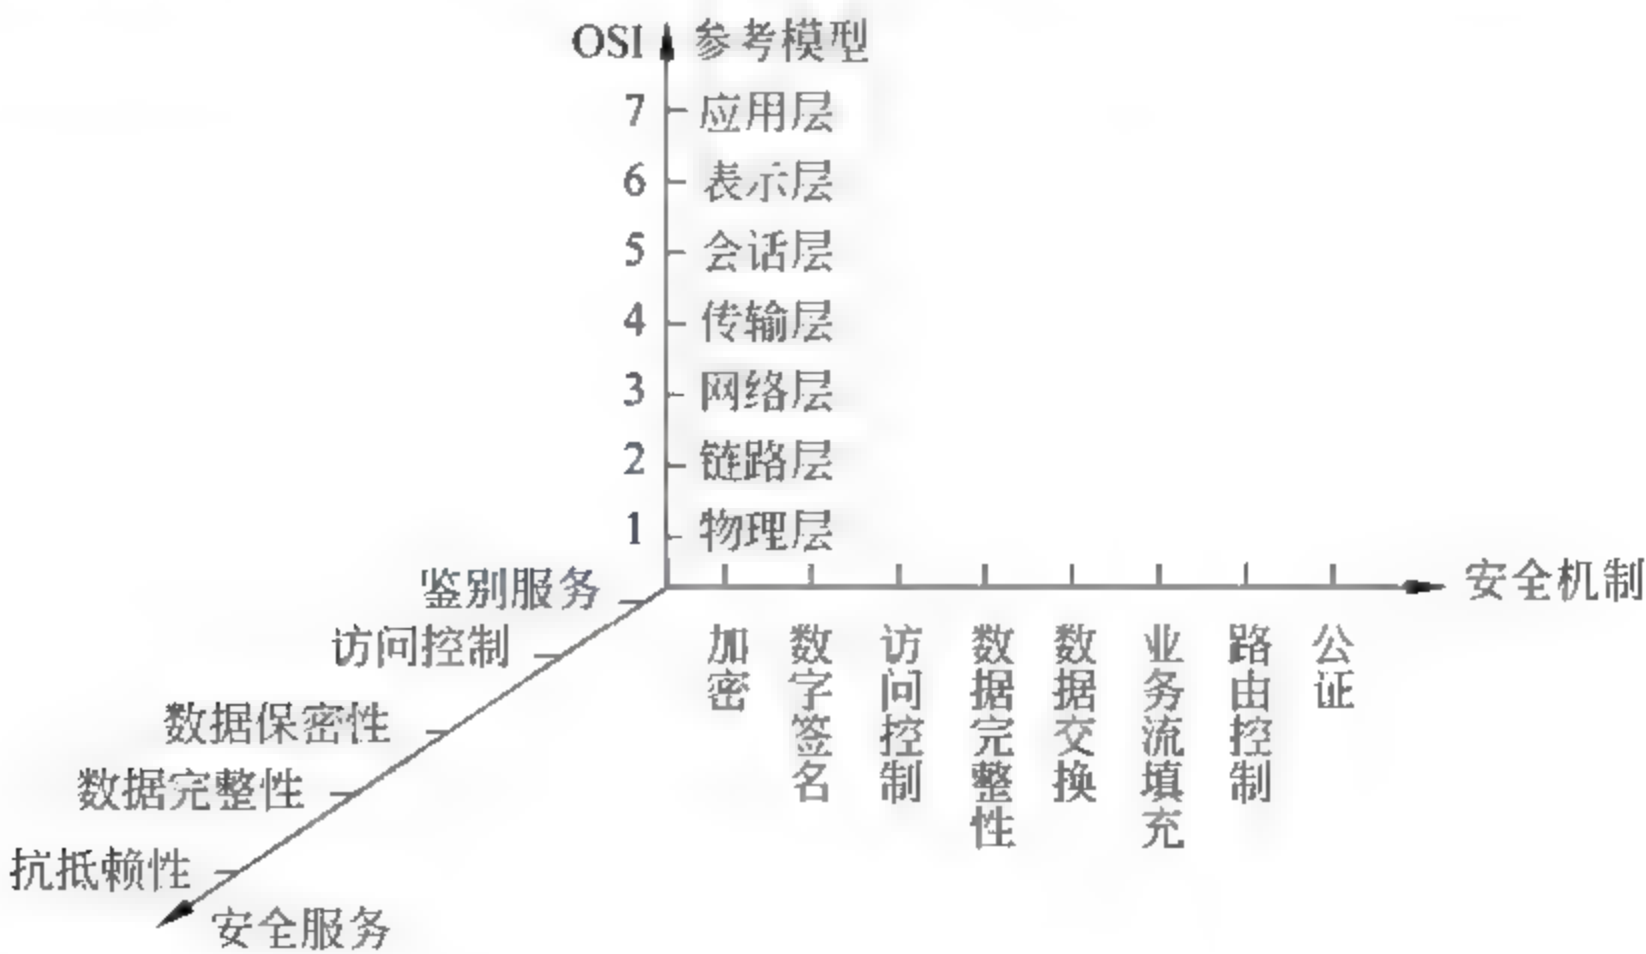 OSI 参考模型
7 应用层
6 表示层
5 会话层
4 传输层
3 网络层
2 链路层
1 物理层
安全机制
加密
数字签名
访问控制
数据完整性
数据交换
业务流填充
路由控制
公证
鉴别服务
访问控制
数据保密性
数据完整性
抗抵赖性
安全服务